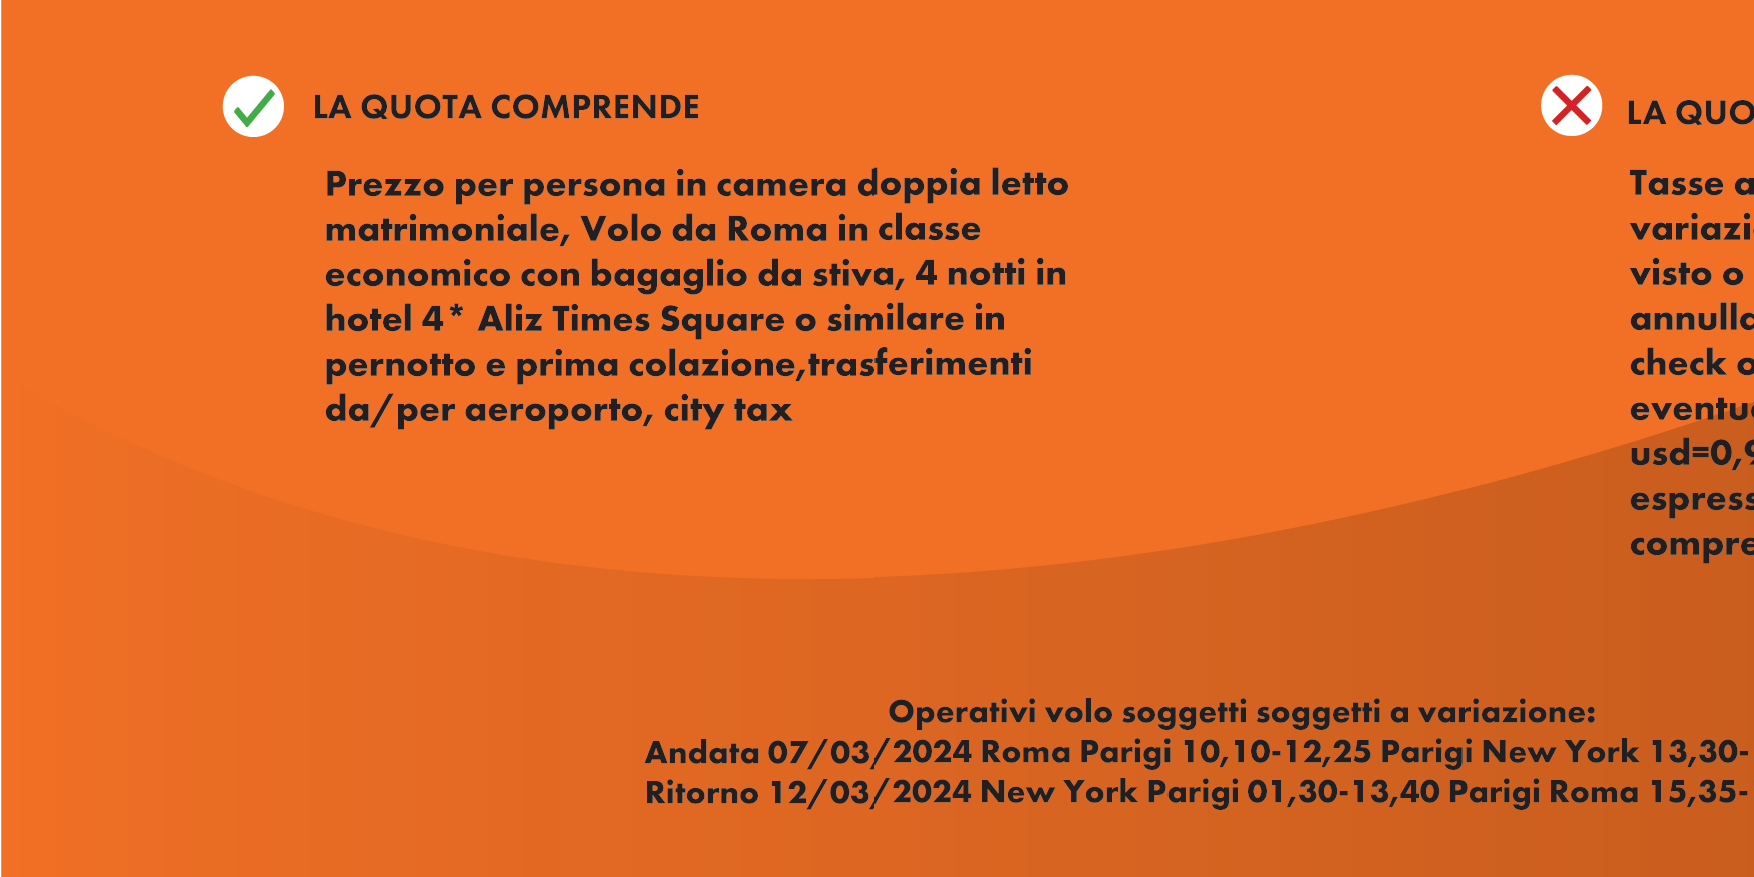 LA QUOTA COMPRENDE
Prezzo per persona in camera doppia letto
matrimoniale, Volo da Roma in classe
economico con bagaglio da stiva, 4 notti in
hotel 4* Aliz Times Square o similare in
pernotto e prima colazione,trasferimenti
da/per aeroporto, city tax
LA QUO
Tasse a
variazi
visto o
annulla
check o
eventua
usd=0,9
espress
compre
Operativi volo soggetti soggetti a variazione:
Andata 07/03/2024 Roma Parigi 10,10-12,25 Parigi New York 13,30-
Ritorno 12/03/2024 New York Parigi 01,30-13,40 Parigi Roma 15,35-